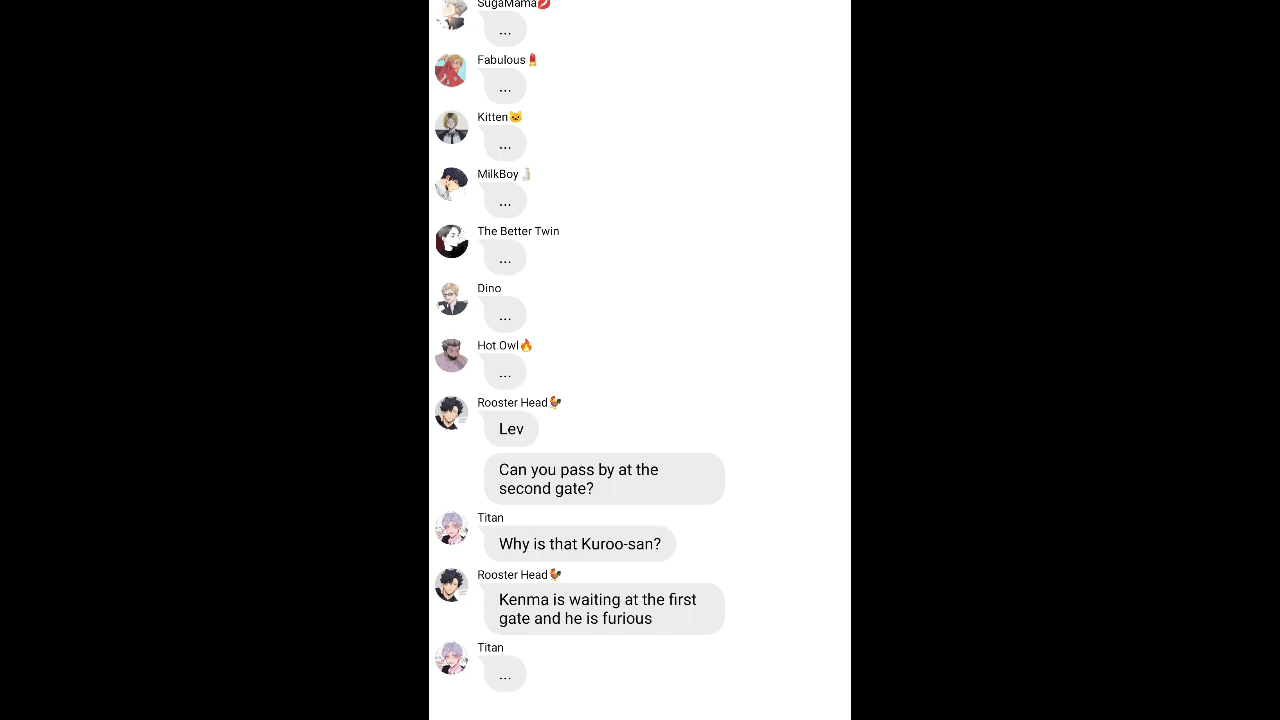 SugaMama💋
...
Fabulous💄
...
Kitten🐱
...
MilkBoy🥛
...
The Better Twin
...
Dino
...
Hot Owl🔥
...
Rooster Head🐓
Lev
Can you pass by at the
second gate?
Titan
Why is that Kuroo-san?
Rooster Head🐓
Kenma is waiting at the first
gate and he is furious
Titan
...